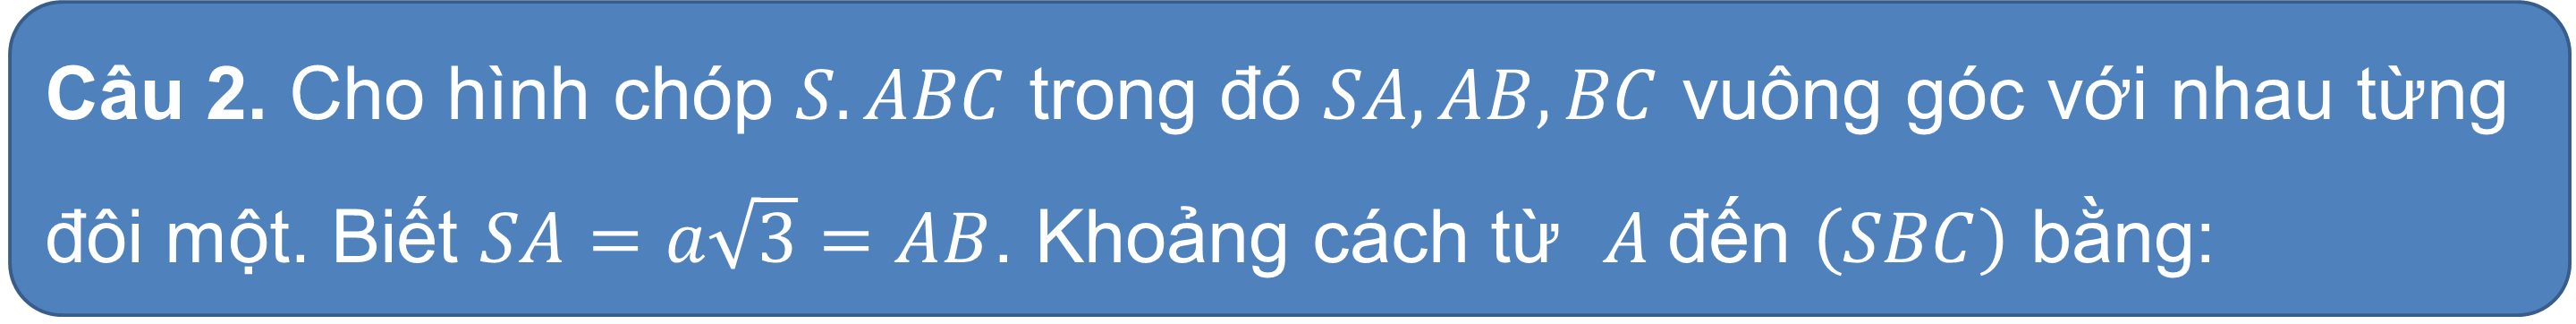 Câu 2. Cho hình chóp S. ABC trong đó SA, AB, BC vuông góc với nhau từng
đôi một. Biết SA = a√3 = AB. Khoảng cách từ A đến (SBC) bằng: